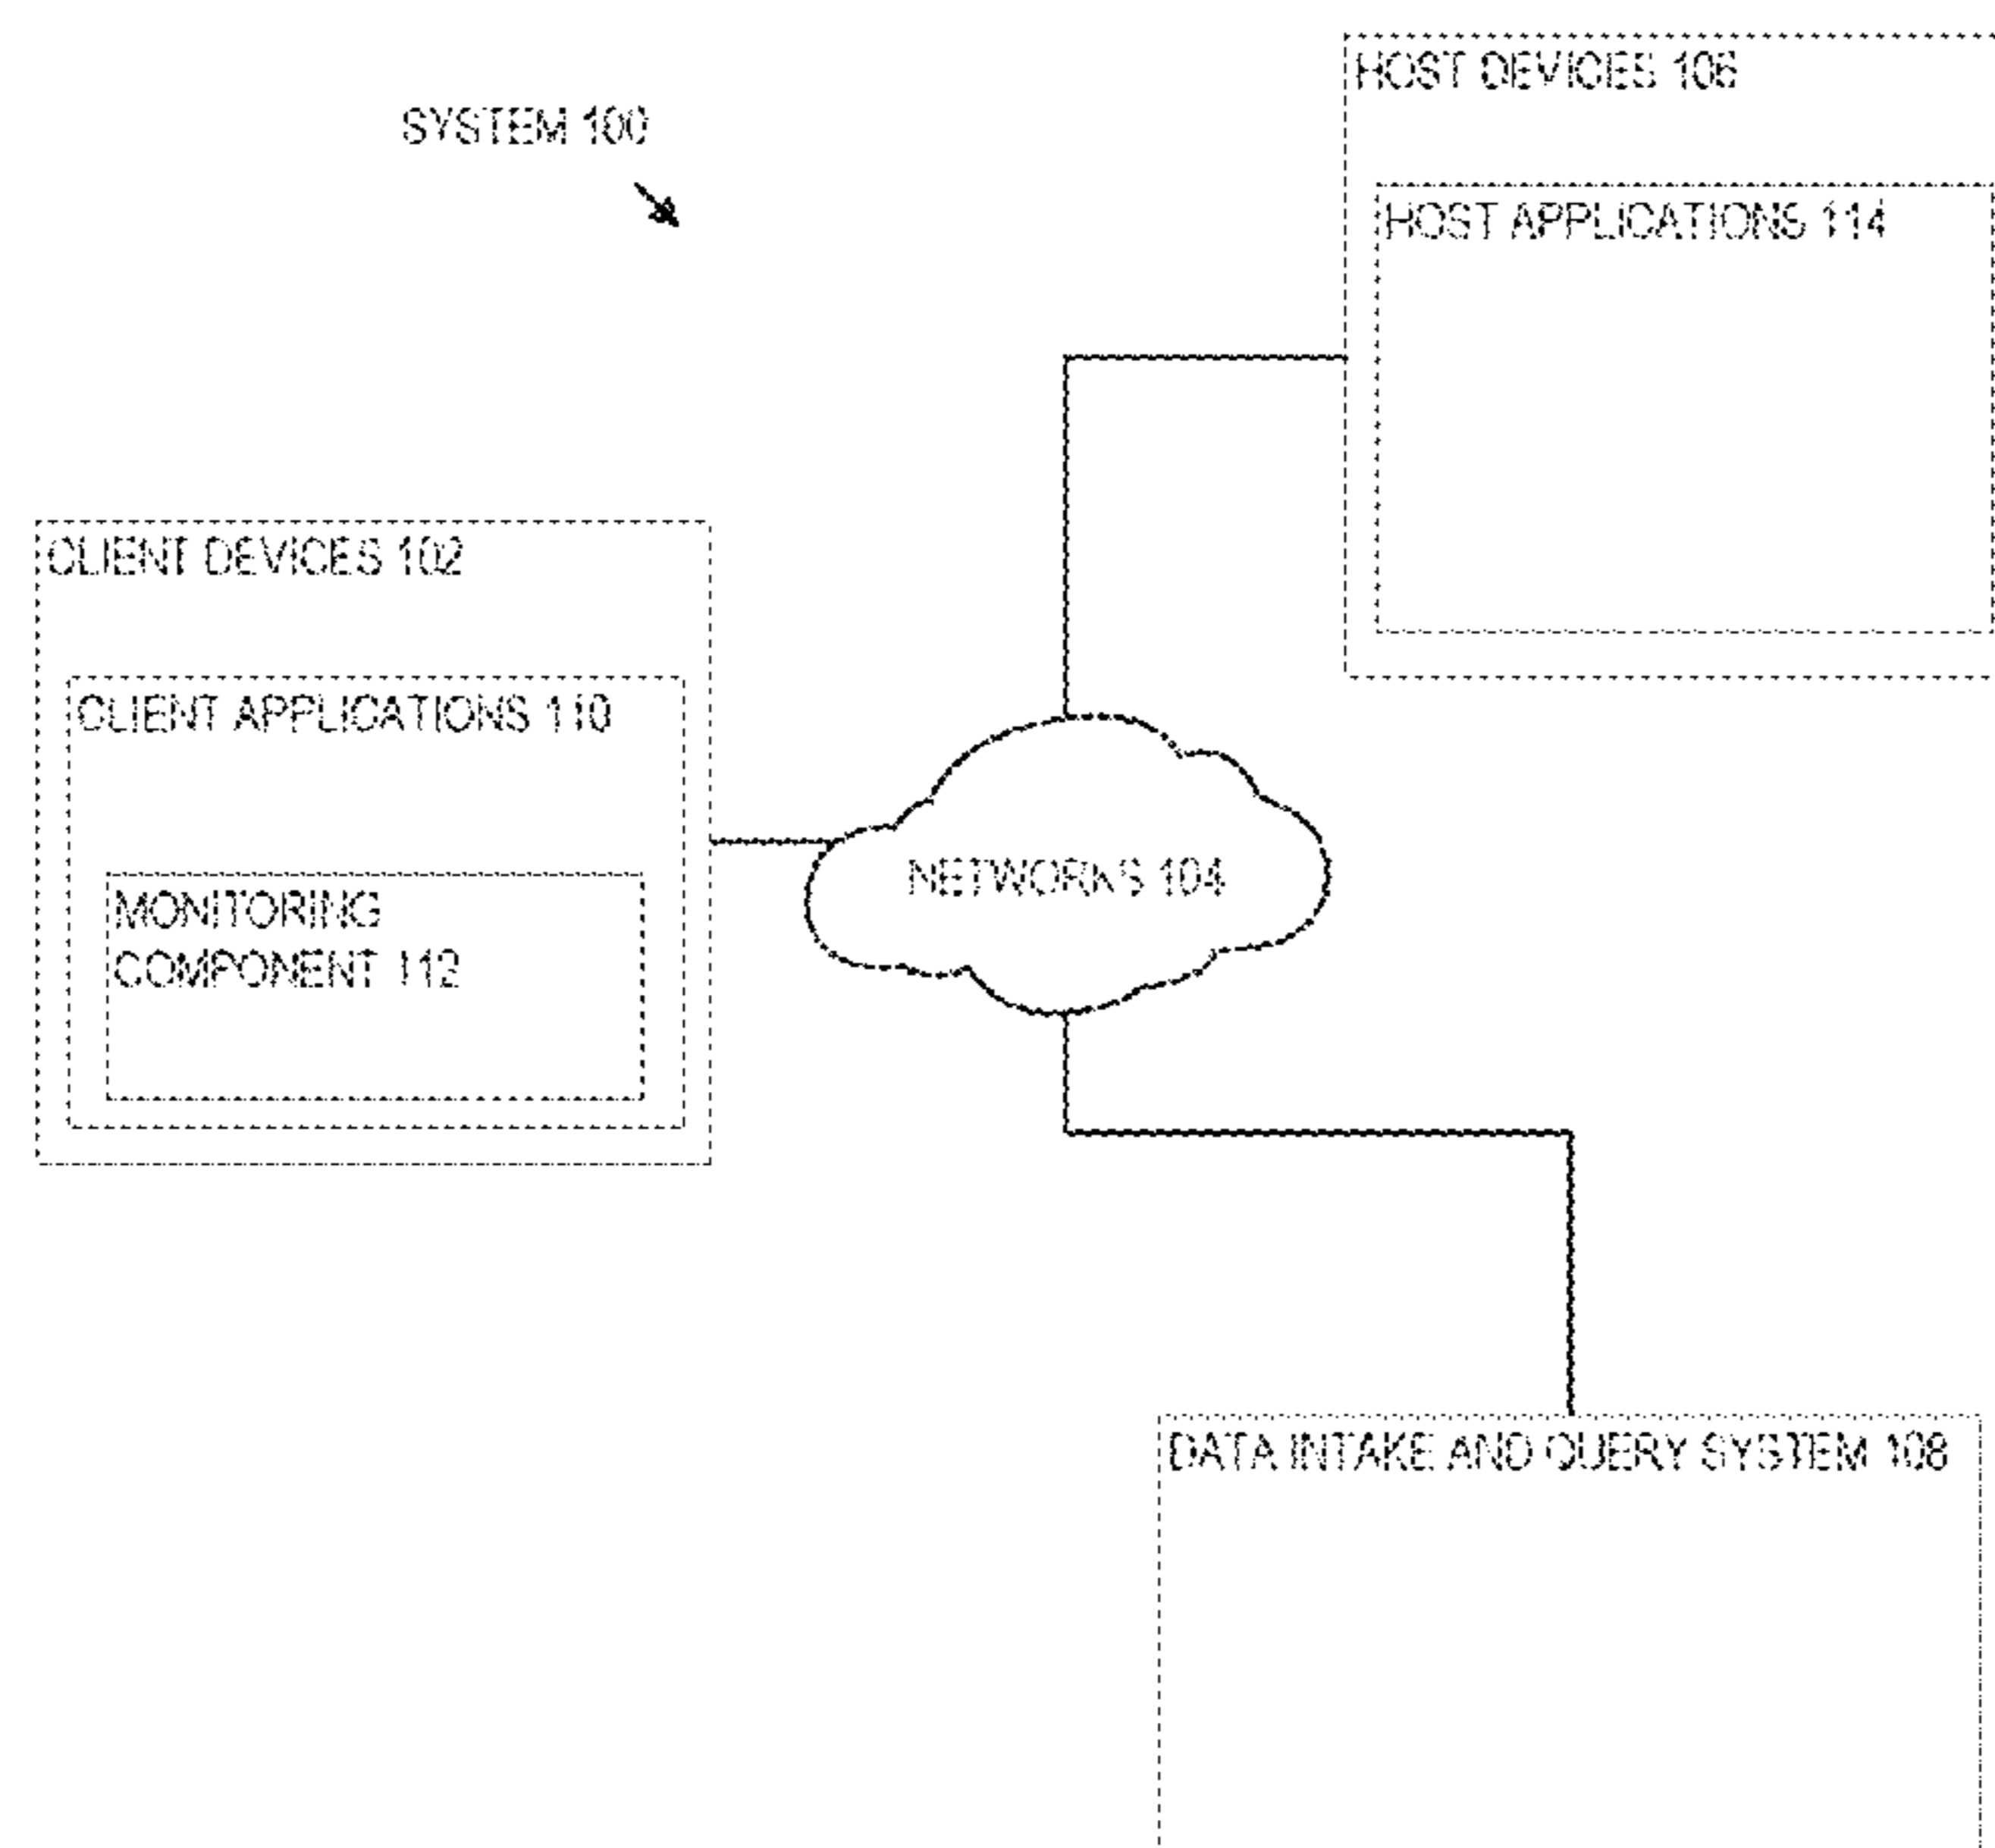 SYSTEM 100
HOST DEVICES 106
HOST APPLICATIONS 114
CLIENT DEVICES 102
CLIENT APPLICATIONS 110
MONITORING
COMPONENT 112
NETWORKS 104
DATA INTAKE AND QUERY SYSTEM 108